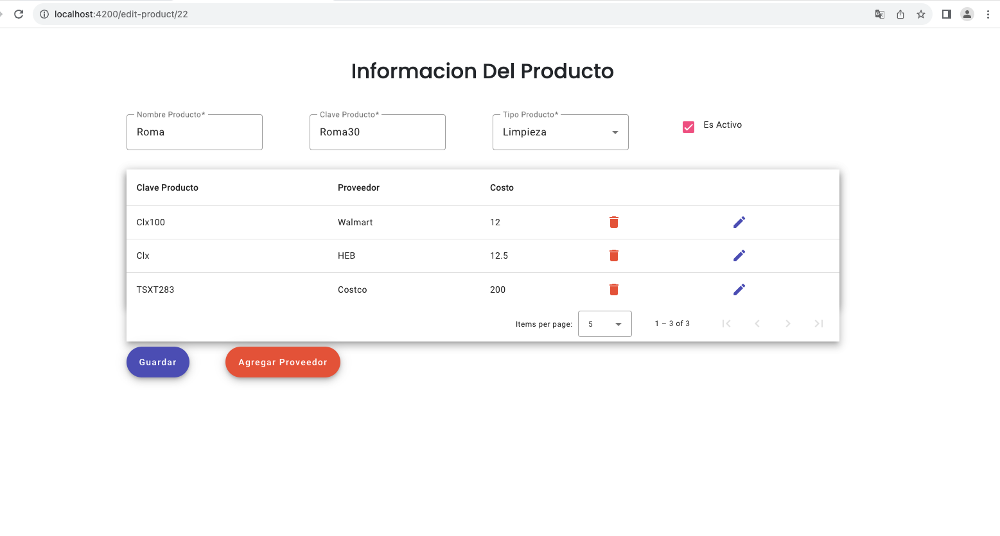 localhost:4200/edit-product/22
Informacion Del Producto
Nombre Producto* Clave Producto* Tipo Producto*
Roma Roma30 Limpieza Es Activo
Clave Producto Proveedor Costo
Clx100 Walmart 12
Clx HEB 12.5
TSXT283 Costco 200
Items per page: 5 1 – 3 of 3
Guardar Agregar Proveedor